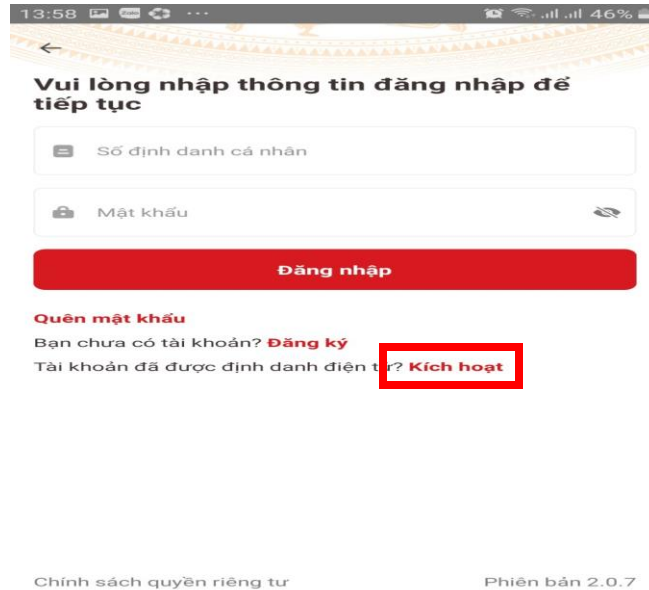 13:58 Zalo ... 46%
Vui lòng nhập thông tin đăng nhập để
tiếp tục
Số định danh cá nhân
Mật khẩu
Đăng nhập
Quên mật khẩu
Bạn chưa có tài khoản? Đăng ký
Tài khoản đã được định danh điện tử? Kích hoạt
Chính sách quyền riêng tư
Phiên bản 2.0.7